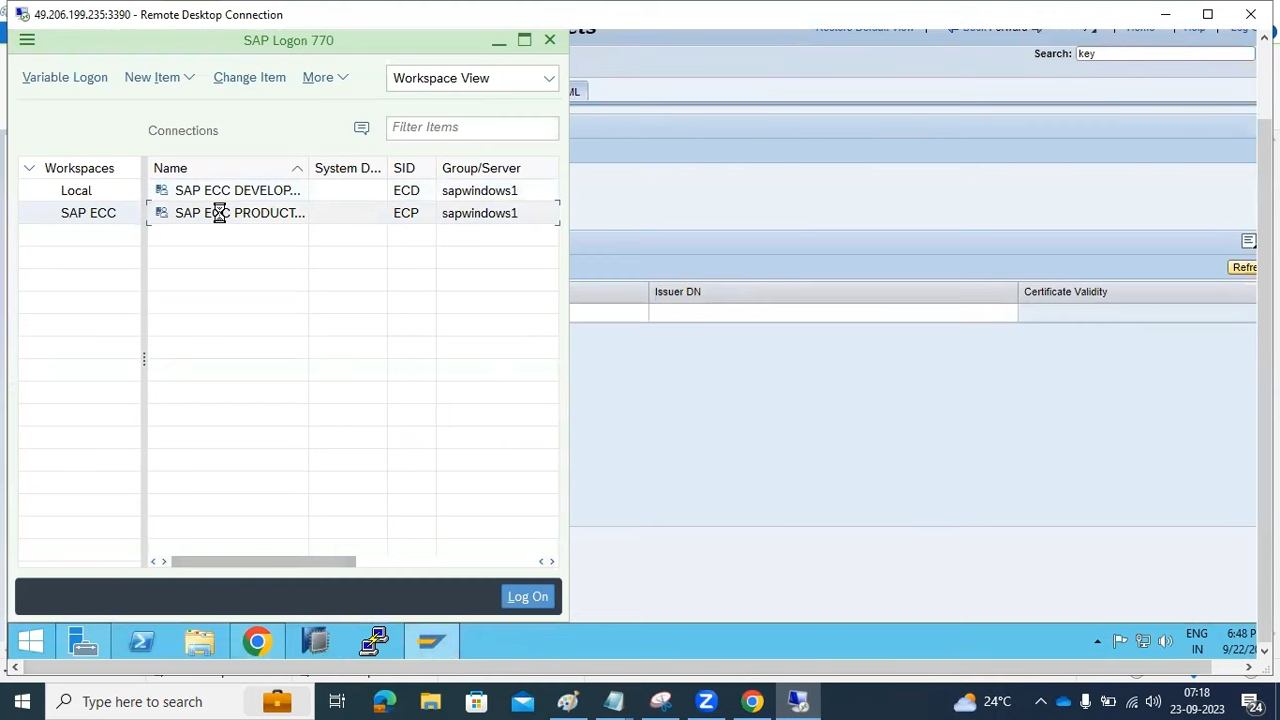 49.206.199.235:3390 - Remote Desktop Connection
SAP Logon 770
Variable Logon New Item Change Item More Workspace View
Connections Filter Items
Workspaces Name System D... SID Group/Server
Local SAP ECC DEVELOP... ECD sapwindows1
SAP ECC SAP ECC PRODUCT... ECP sapwindows1
Log On
Search: key
ML
Refre
Issuer DN Certificate Validity
ENG 6:48 P
IN 9/22/20
Type here to search 24°C 07:18
23-09-2023 24